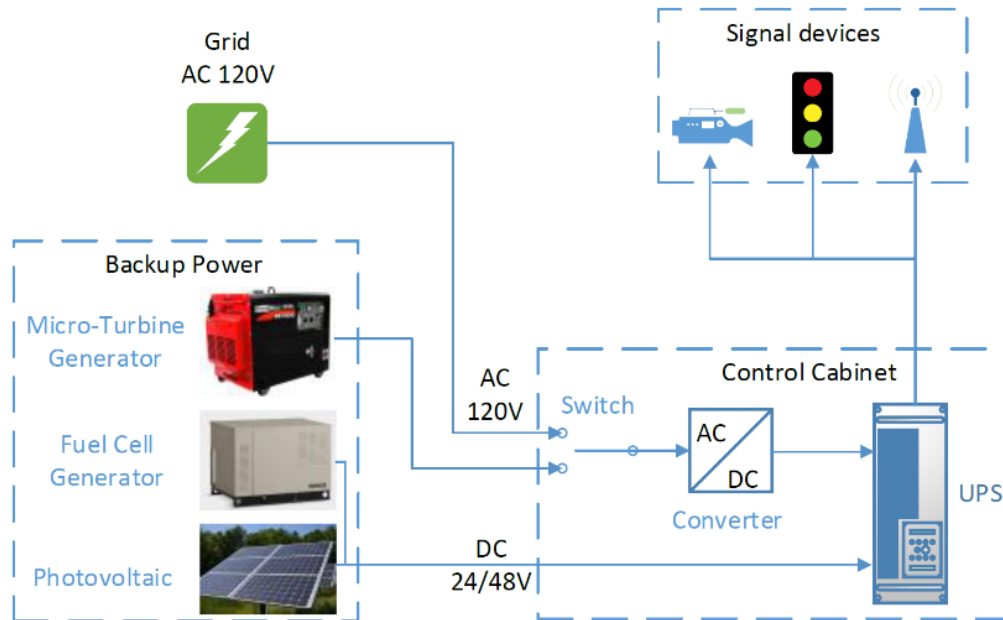 Grid
AC 120V
Signal devices
Backup Power
Micro-Turbine
Generator
Fuel Cell
Generator
Photovoltaic
AC
120V
DC
24/48V
Control Cabinet
Switch
AC
DC
Converter
UPS